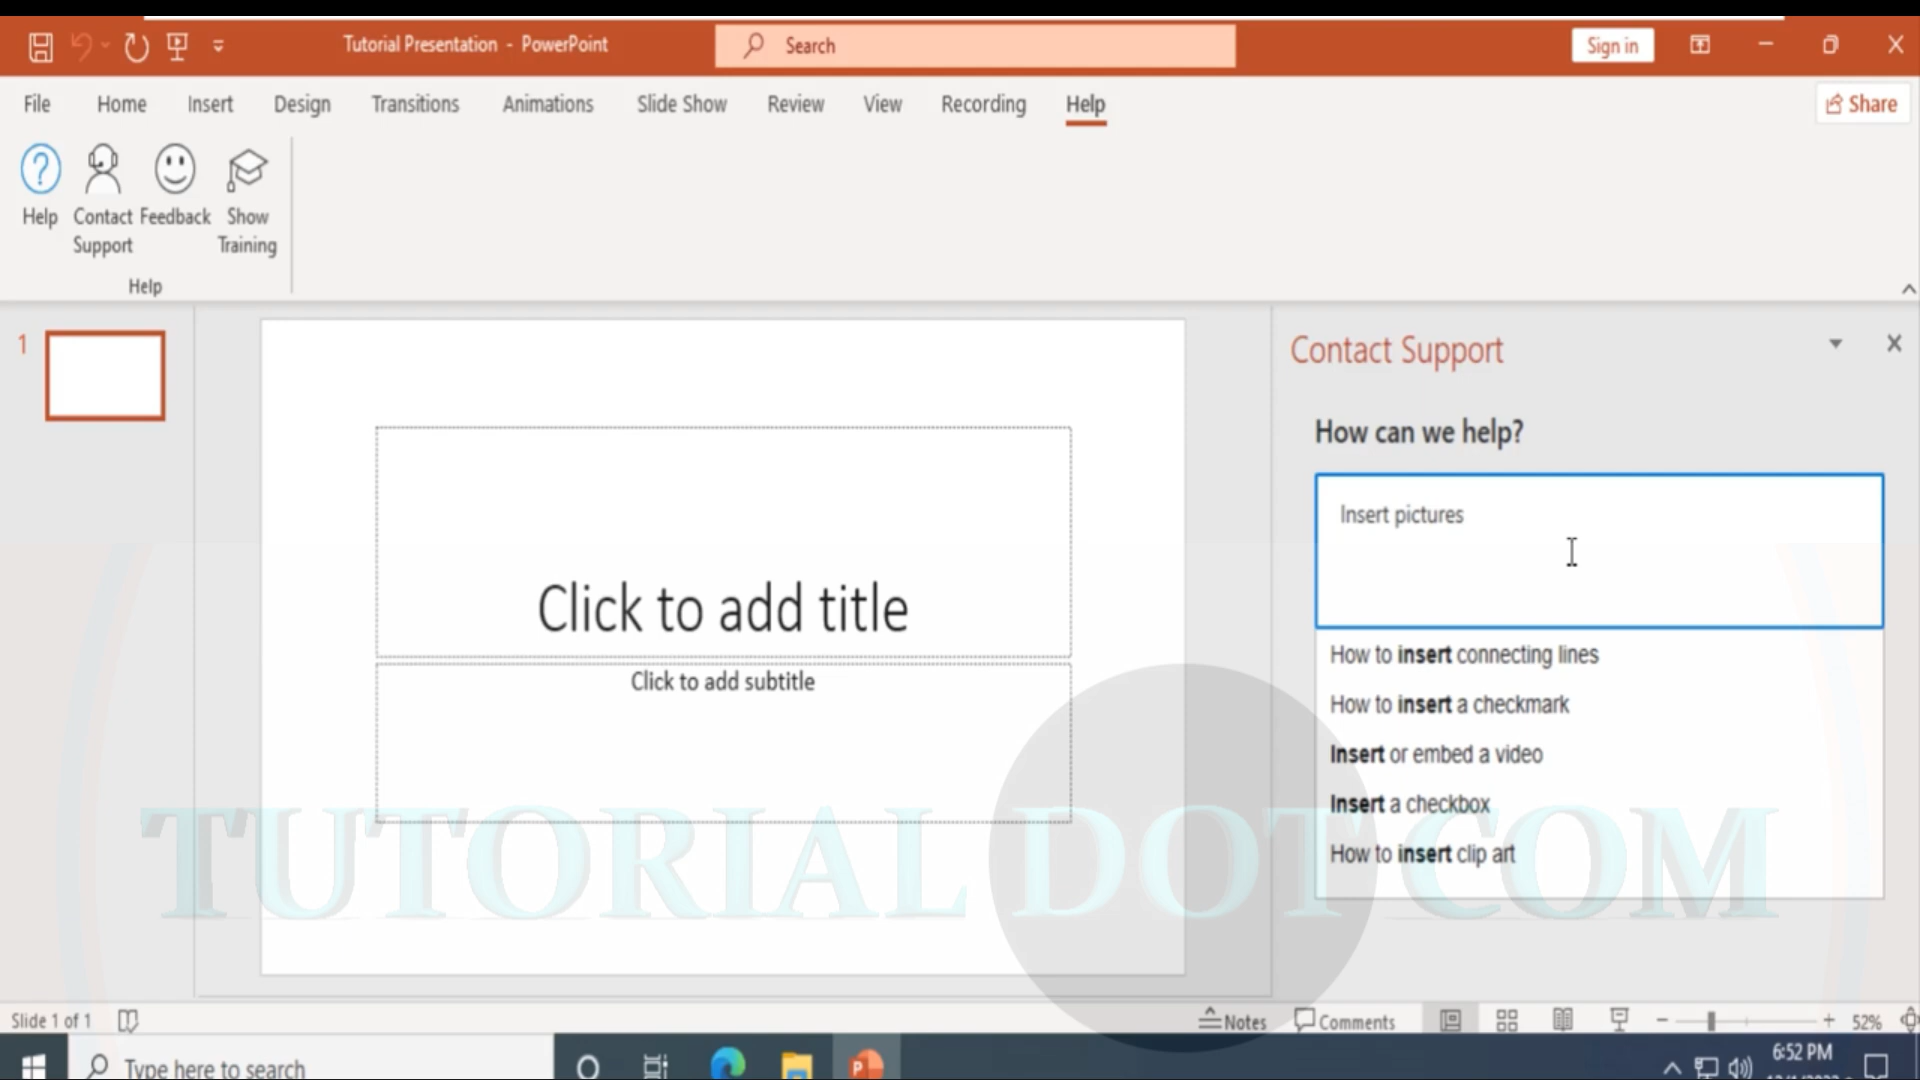 Tutorial Presentation - PowerPoint
Search
Sign in
File
Home
Insert
Design
Transitions
Animations
Slide Show
Review
View
Recording
Help
Share
Help
Contact Support
Feedback
Show Training
Help
1
Click to add title
Click to add subtitle
Contact Support
How can we help?
Insert pictures
How to insert connecting lines
How to insert a checkmark
Insert or embed a video
Insert a checkbox
How to insert clip art
TUTORIAL DOT COM
Slide 1 of 1
Notes
Comments
52%
Type here to search
6:52 PM